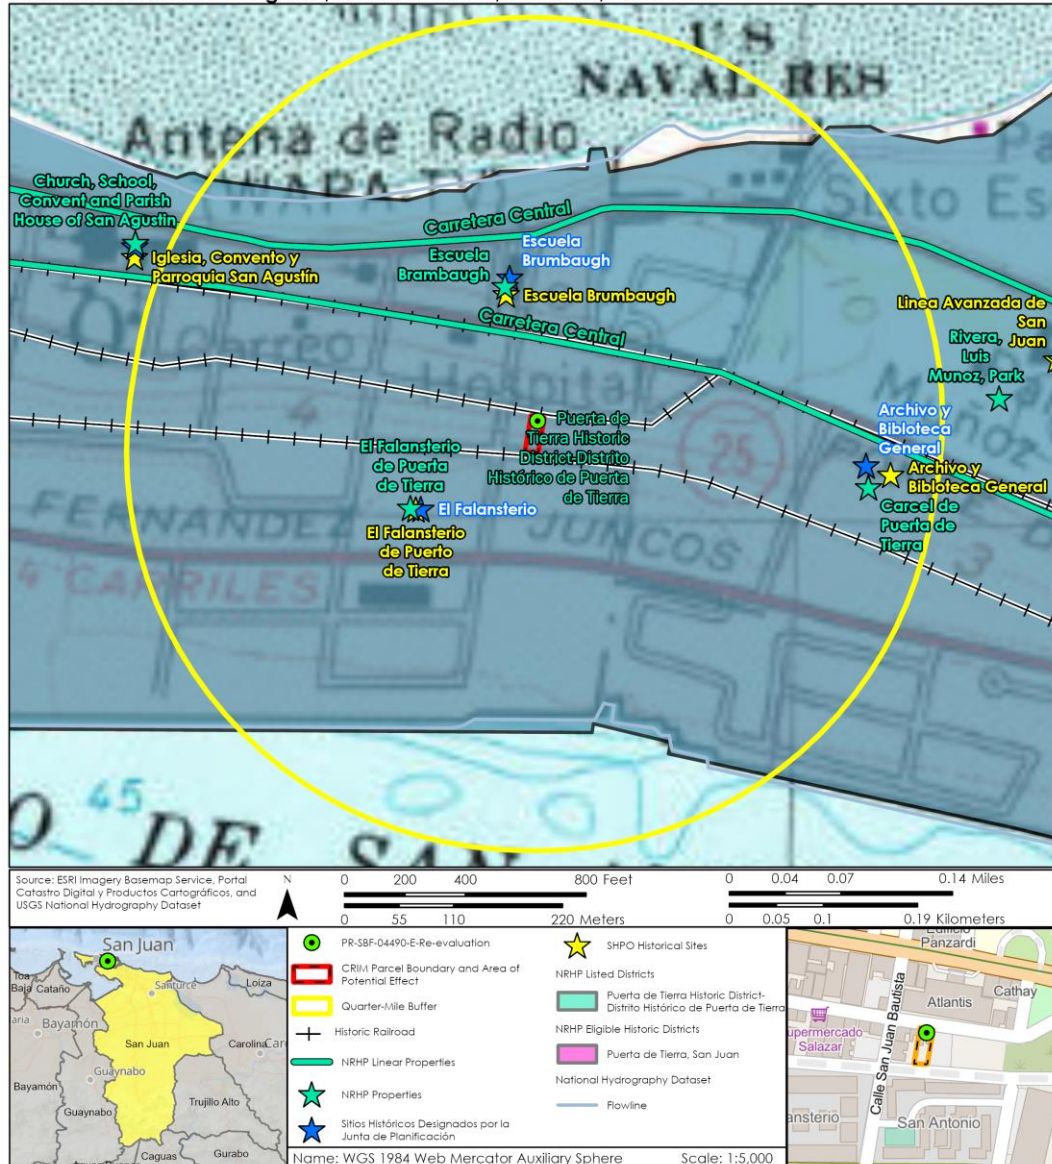 U S
NAVAL RES
Antena de Radio
WAPA TV
Pa
xto Es
Church, School,
Convent and Parish
House of San Agustin
Iglesia, Convento y
Parroquia San Agustín
Carretera Central
Escuela
Brambaugh
Escuela
Brumbaugh
Escuela Brumbaugh
Carretera Central
Linea Avanzada de
San
Juan
Rivera,
Luis
Munoz, Park
Hospital
Puerta de
Tierra Historic
District-Distrito
Histórico de Puerta
de Tierra
25
Archivo y
Bibloteca
General
Archivo y
Bibloteca General
Carcel de
Puerta de
Tierra
El Falansterio
de Puerta
de Tierra
El Falansterio
El Falansterio
de Puerto
de Tierra
JUNCOS
3
4 CARRILES
45
O DE SAN
Source: ESRI Imagery Basemap Service, Portal
Catastro Digital y Productos Cartográficos, and
USGS National Hydrography Dataset
N
0 200 400 800 Feet
0 55 110 220 Meters
0 0.04 0.07 0.14 Miles
0 0.05 0.1 0.19 Kilometers
San Juan
Toa
Baja
Cataño
Santurce
Loiza
Bayamón
San Juan
Carolina
Guaynabo
Bayamón
Guaynabo
Trujillo Alto
Caguas
Gurabo
PR-SBF-04490-E-Re-evaluation
CRIM Parcel Boundary and Area of
Potential Effect
Quarter-Mile Buffer
Historic Railroad
NRHP Linear Properties
NRHP Properties
Sitios Históricos Designados por la
Junta de Planificación
SHPO Historical Sites
NRHP Listed Districts
Puerta de Tierra Historic District-
Distrito Histórico de Puerta de Tierra
NRHP Eligible Historic Districts
Puerta de Tierra, San Juan
National Hydrography Dataset
Flowline
Name: WGS 1984 Web Mercator Auxiliary Sphere
Scale: 1:5,000
Edificio
Panzardi
Atlantis
Cathay
upermercado
Salazar
Calle San Juan Bautista
ansterio
San Antonio